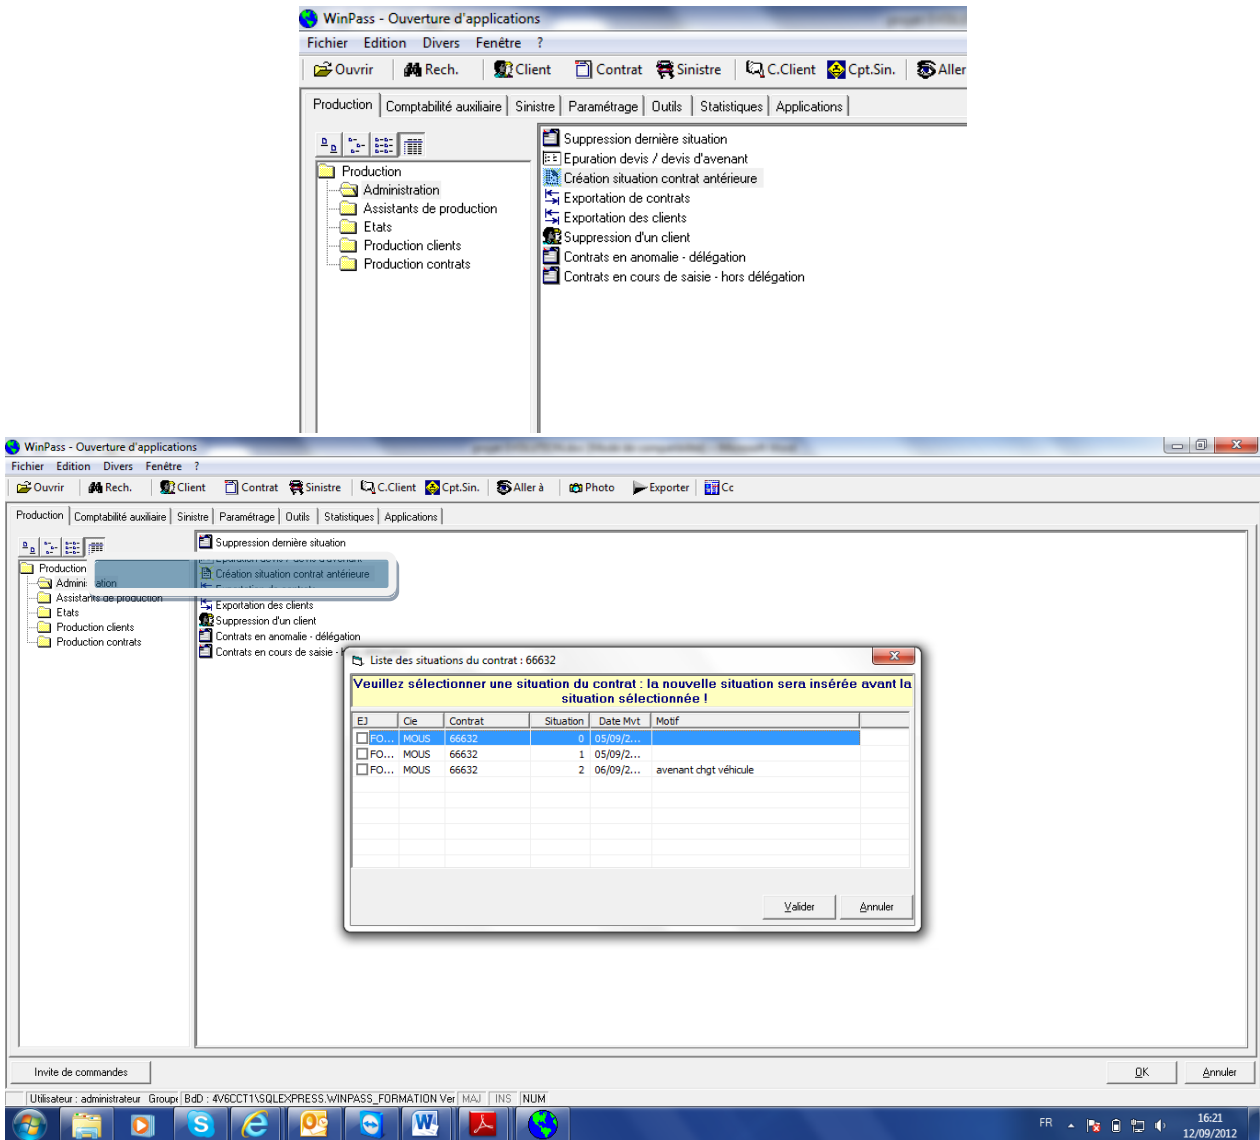 WinPass - Ouverture d'applications
Fichier Edition Divers Fenêtre ?
Ouvrir Rech. Client Contrat Sinistre C.Client Cpt.Sin. Aller
Production Comptabilité auxiliaire Sinistre Paramétrage Outils Statistiques Applications
Production
Administration
Assistants de production
Etats
Production clients
Production contrats
Suppression dernière situation
Epuration devis / devis d'avenant
Création situation contrat antérieure
Exportation de contrats
Exportation des clients
Suppression d'un client
Contrats en anomalie - délégation
Contrats en cours de saisie - hors délégation
WinPass - Ouverture d'applications
Fichier Edition Divers Fenêtre ?
Ouvrir Rech. Client Contrat Sinistre C.Client Cpt.Sin. Aller à Photo Exporter Cc
Production Comptabilité auxiliaire Sinistre Paramétrage Outils Statistiques Applications
Production
Assistants de production
Etats
Production clients
Production contrats
Suppression dernière situation
Création situation contrat antérieure
Exportation des clients
Suppression d'un client
Contrats en anomalie - délégation
Contrats en cours de saisie -
Liste des situations du contrat : 66632
Veuillez sélectionner une situation du contrat : la nouvelle situation sera insérée avant la
situation sélectionnée !
EJ Cie Contrat Situation Date Mvt Motif
FO... MOUS 66632 0 05/09/2...
FO... MOUS 66632 1 05/09/2...
FO... MOUS 66632 2 06/09/2... avenant chgt véhicule
Valider Annuler
Invite de commandes OK Annuler
Utilisateur : administrateur Groupe BdD : 4V6CCT1\SQLEXPRESS.WINPASS_FORMATION Ver MAJ INS NUM
FR 16:21
12/09/2012